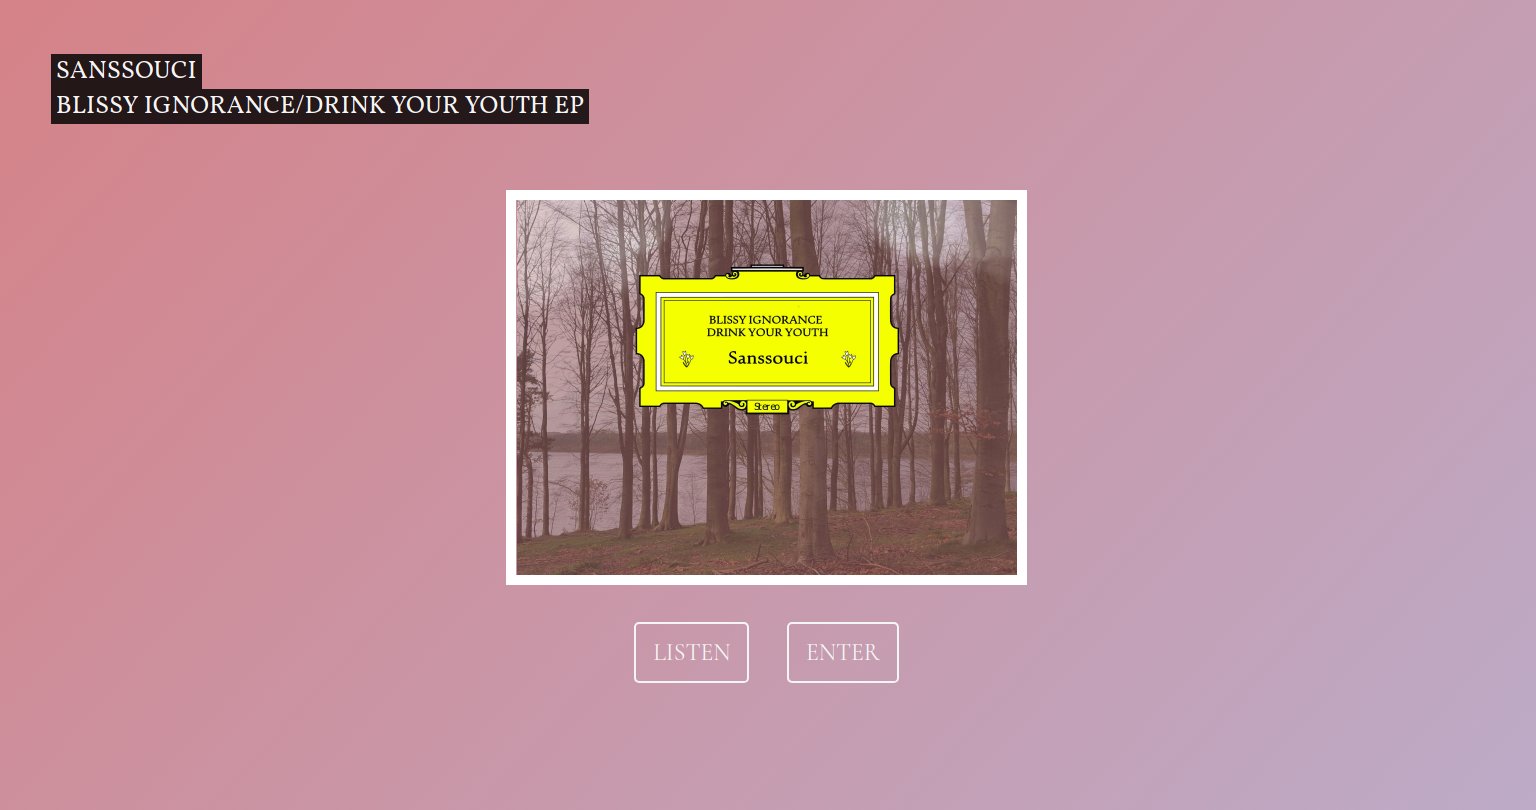 SANSSOUCI
BLISSY IGNORANCE/DRINK YOUR YOUTH EP
BLISSY IGNORANCE
DRINK YOUR YOUTH
Sanssouci
Stereo
LISTEN
ENTER